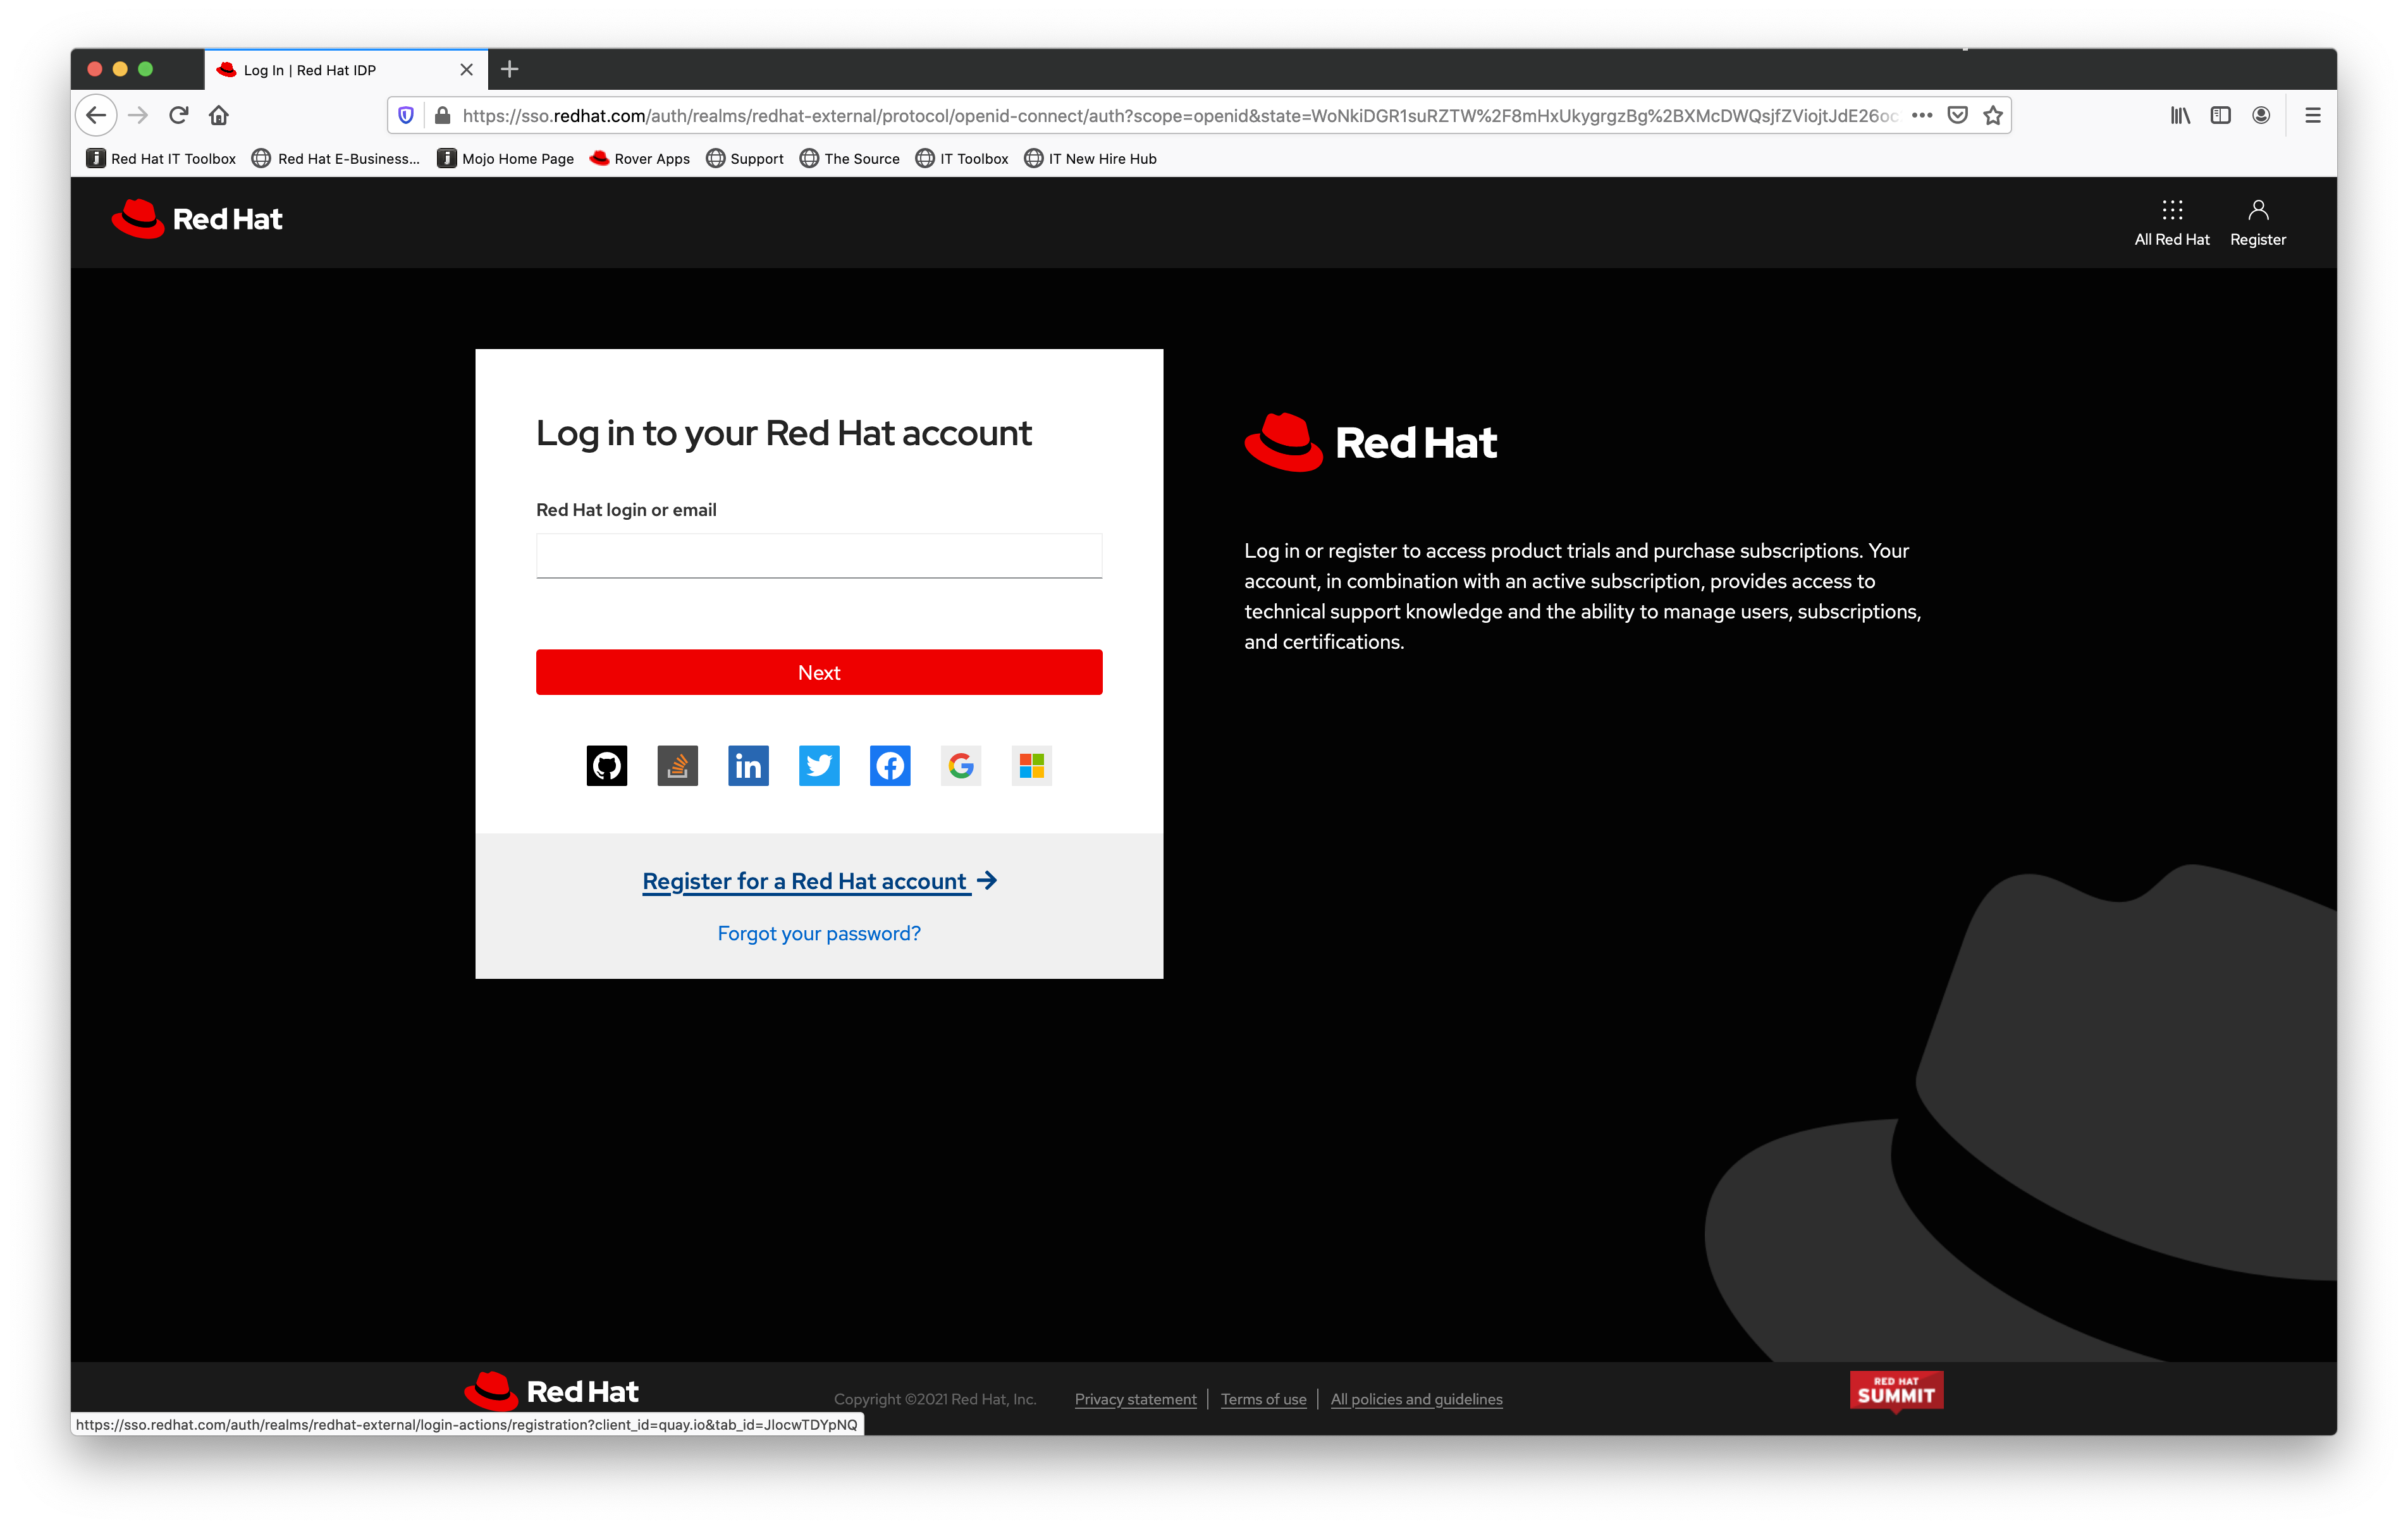 Log In | Red Hat IDP
https://sso.redhat.com/auth/realms/redhat-external/protocol/openid-connect/auth?scope=openid&state=WoNkiDGR1suRZTW%2F8mHxUkygrgzBg%2BXMcDWQsjfZViojtJdE26oc
Red Hat IT Toolbox Red Hat E-Business... Mojo Home Page Rover Apps Support The Source IT Toolbox IT New Hire Hub
Red Hat
All Red Hat Register
Log in to your Red Hat account
Red Hat login or email
Next
Register for a Red Hat account
Forgot your password?
Red Hat
Log in or register to access product trials and purchase subscriptions. Your
account, in combination with an active subscription, provides access to
technical support knowledge and the ability to manage users, subscriptions,
and certifications.
Red Hat
Copyright ©2021 Red Hat, Inc. Privacy statement Terms of use All policies and guidelines
RED HAT
SUMMIT
https://sso.redhat.com/auth/realms/redhat-external/login-actions/registration?client_id=quay.io&tab_id=JlocwTDYpNQ